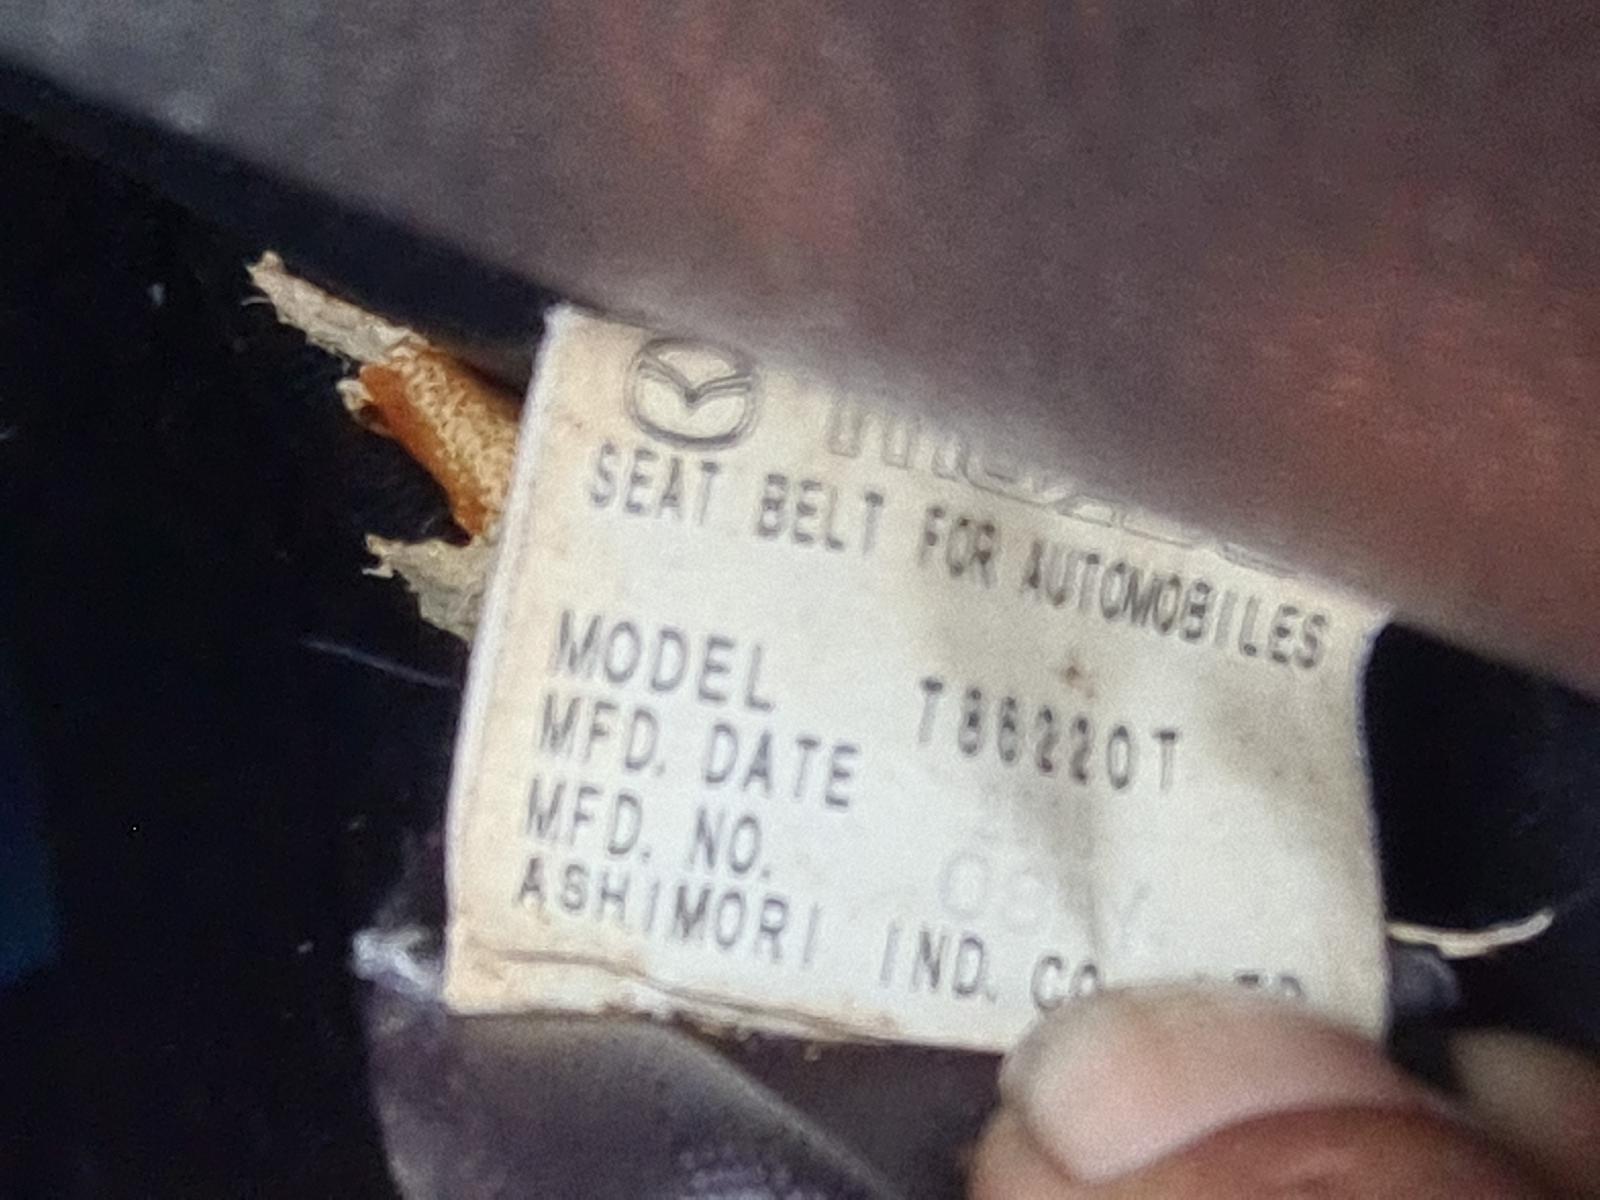 SEAT BELT FOR AUTOMOBILES
MODEL T86220T
MFD. DATE
MFD. NO.
ASHIMORI IND.